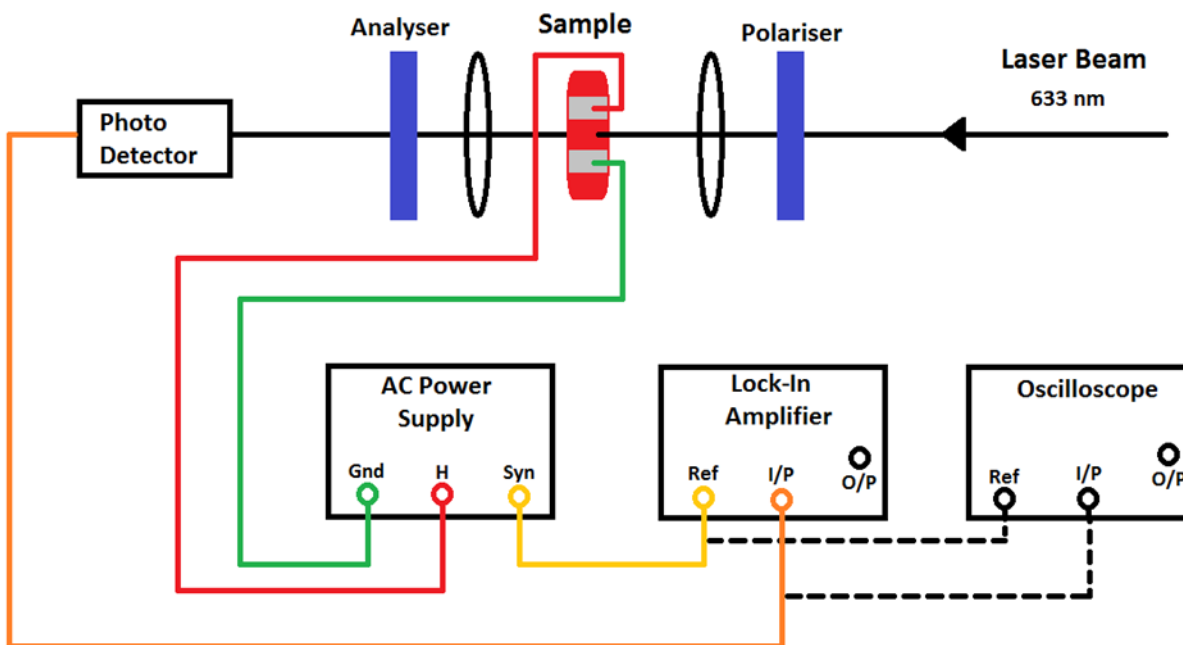 Analyser
Sample
Polariser
Laser Beam
633 nm
Photo
Detector
AC Power
Supply
Gnd
H
Syn
Lock-In
Amplifier
Ref
I/P
O/P
Oscilloscope
Ref
I/P
O/P